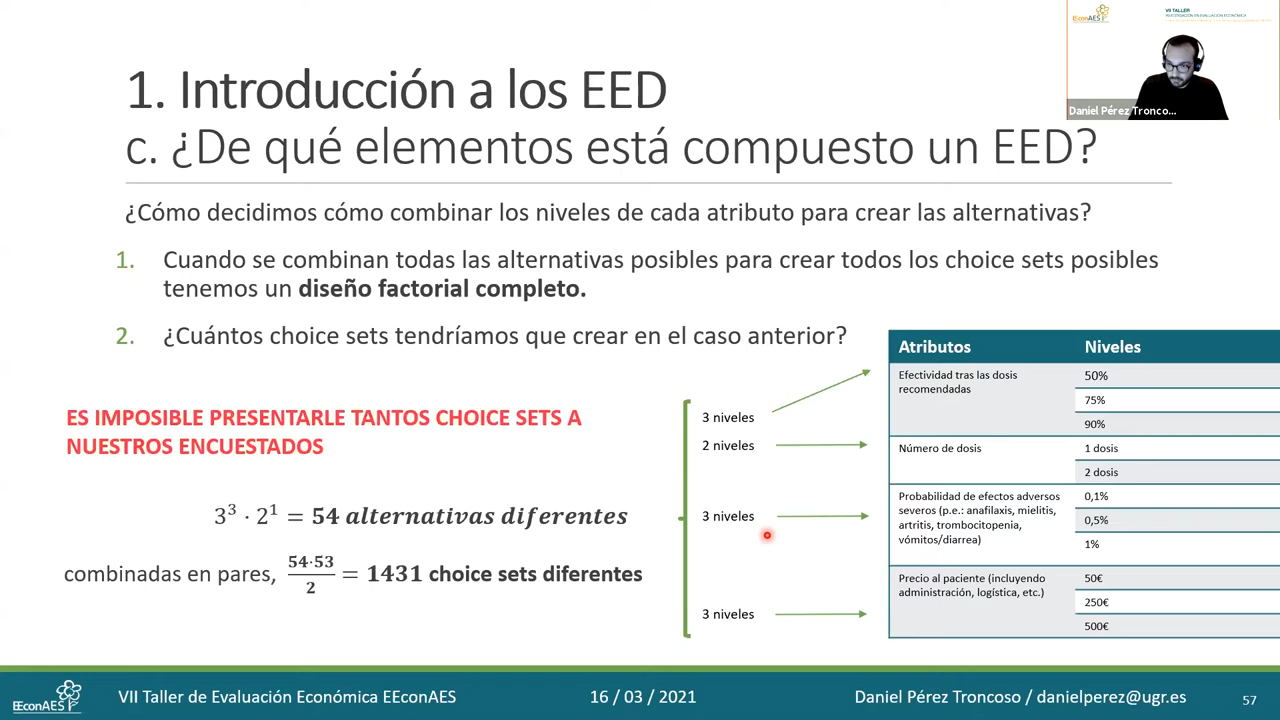 EEconAES
VII TALLER
INVESTIGACIÓN EN EVALUACIÓN ECONÓMICA
Daniel Pérez Tronco...
1. Introducción a los EED
c. ¿De qué elementos está compuesto un EED?
¿Cómo decidimos cómo combinar los niveles de cada atributo para crear las alternativas?
1. Cuando se combinan todas las alternativas posibles para crear todos los choice sets posibles
tenemos un diseño factorial completo.
2. ¿Cuántos choice sets tendríamos que crear en el caso anterior?
ES IMPOSIBLE PRESENTARLE TANTOS CHOICE SETS A
NUESTROS ENCUESTADOS
3³ · 2¹ = 54 alternativas diferentes
combinadas en pares, 54·53/2 = 1431 choice sets diferentes
3 niveles
2 niveles
3 niveles
3 niveles
Atributos Niveles
Efectividad tras las dosis
recomendadas
50%
75%
90%
Número de dosis
1 dosis
2 dosis
Probabilidad de efectos adversos
severos (p.e.: anafilaxis, mielitis,
artritis, trombocitopenia,
vómitos/diarrea)
0,1%
0,5%
1%
Precio al paciente (incluyendo
administración, logística, etc.)
50€
250€
500€
EEconAES
VII Taller de Evaluación Económica EEconAES
16 / 03 / 2021
Daniel Pérez Troncoso / danielperez@ugr.es
57